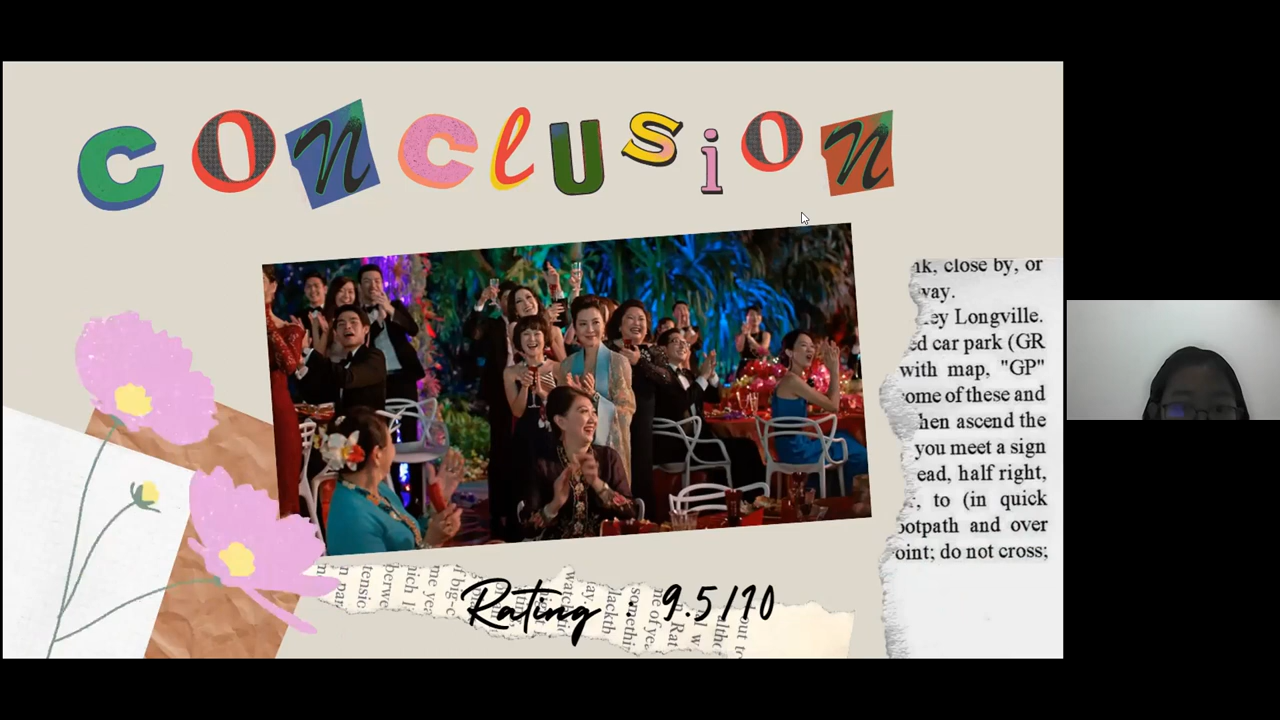 conclusion
nk, close by, or
way.
ey Longville.
ed car park (GR
with map, "GP"
ome of these and
hen ascend the
you meet a sign
ead, half right,
, to (in quick
ootpath and over
oint; do not cross;
Rating : 9.5/10